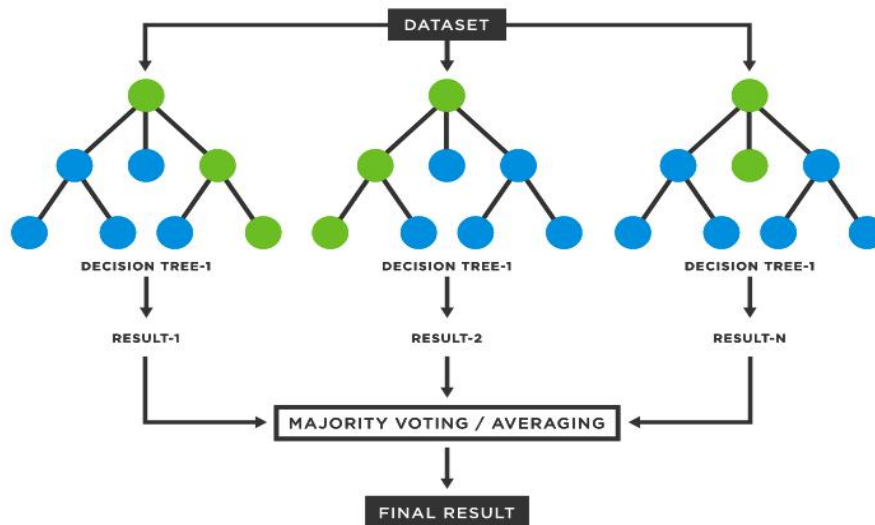 DATASET
DECISION TREE-1 DECISION TREE-1 DECISION TREE-1
RESULT-1 RESULT-2 RESULT-N
MAJORITY VOTING / AVERAGING
FINAL RESULT